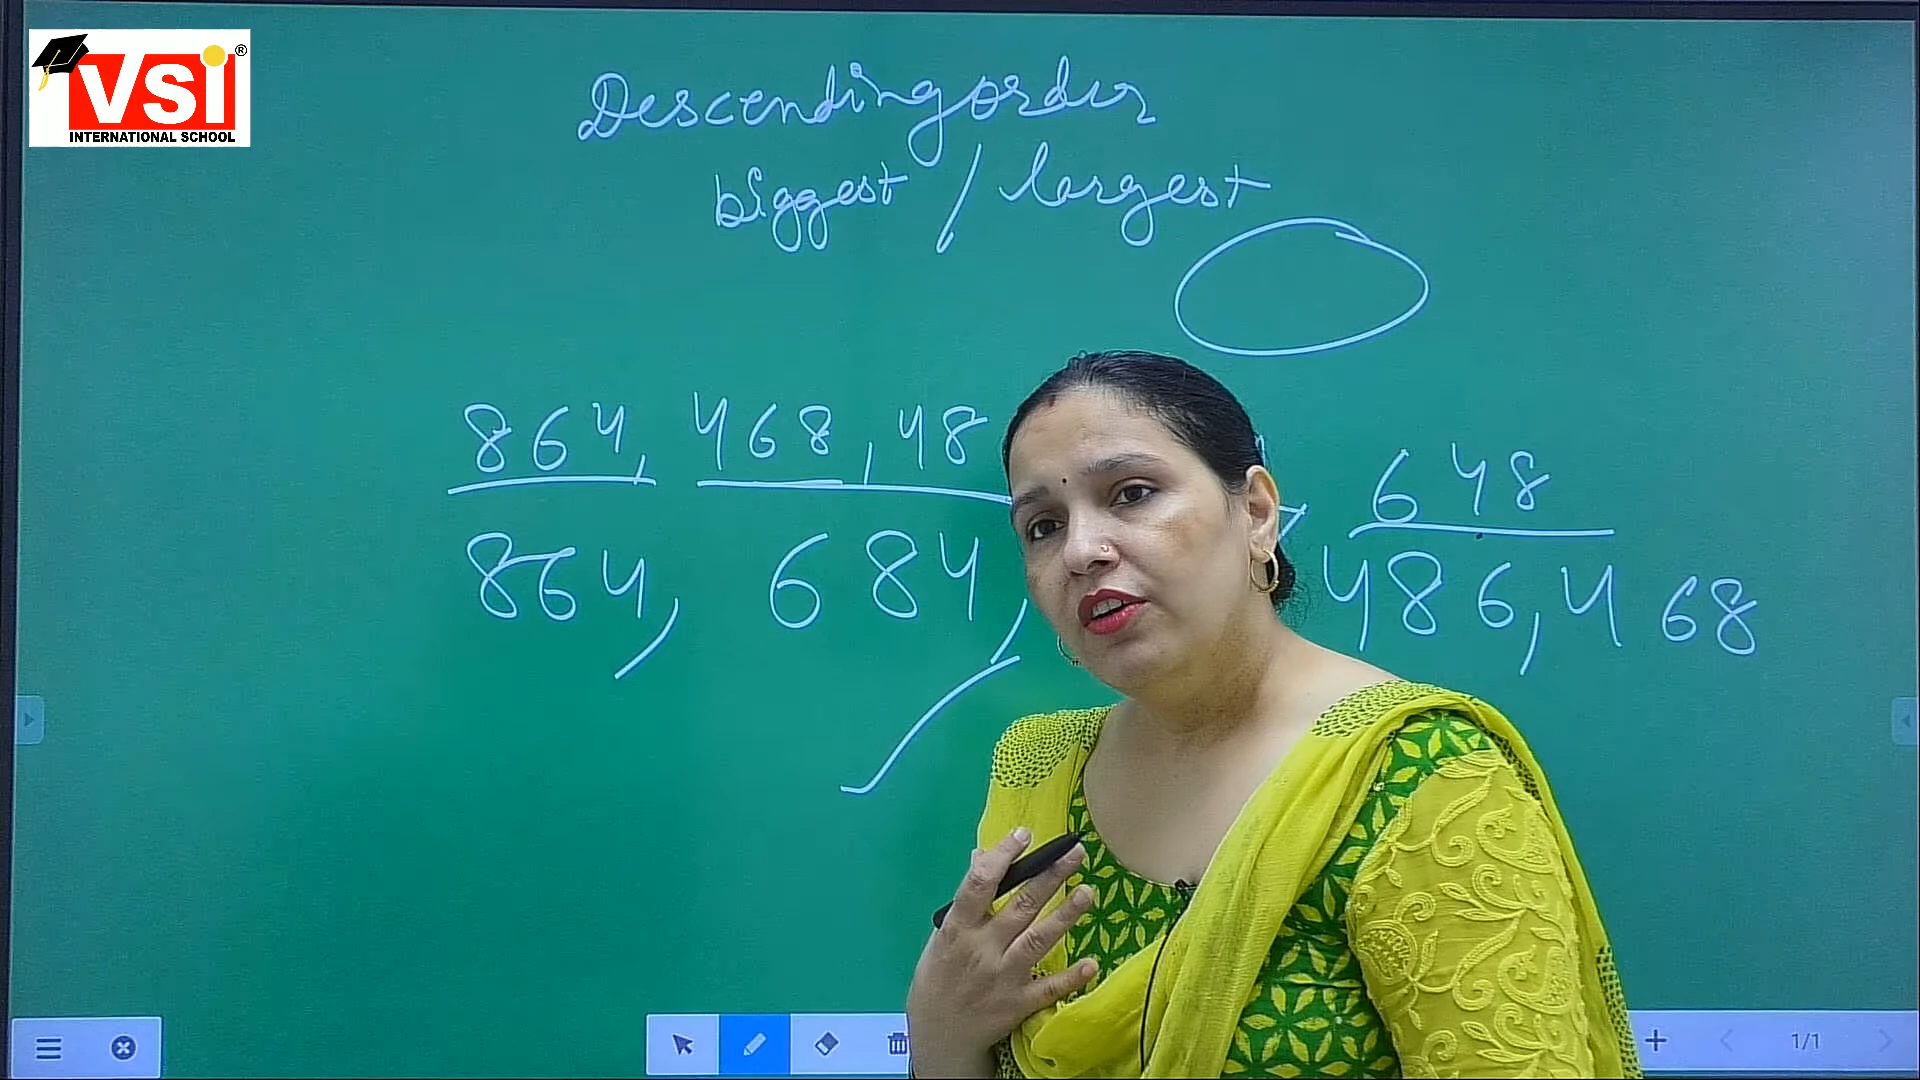 VSI®
INTERNATIONAL SCHOOL
Descending order
biggest / largest
864, 468, 48
648
864, 684,
486, 468
1/1